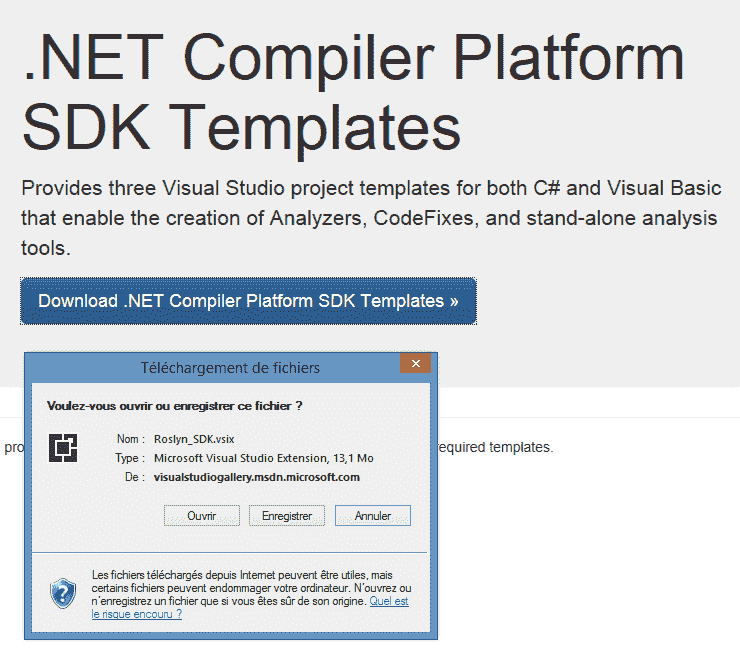 .NET Compiler Platform
SDK Templates
Provides three Visual Studio project templates for both C# and Visual Basic
that enable the creation of Analyzers, CodeFixes, and stand-alone analysis
tools.
Download .NET Compiler Platform SDK Templates »
Téléchargement de fichiers
Voulez-vous ouvrir ou enregistrer ce fichier ?
Nom : Roslyn_SDK.vsix
Type : Microsoft Visual Studio Extension, 13,1 Mo
De : visualstudiogallery.msdn.microsoft.com
pro equired templates.
Ouvrir Enregistrer Annuler
Les fichiers téléchargés depuis Internet peuvent être utiles, mais
certains fichiers peuvent endommager votre ordinateur. N'ouvrez ou
n'enregistrez un fichier que si vous êtes sûr de son origine. Quel est
le risque encouru ?